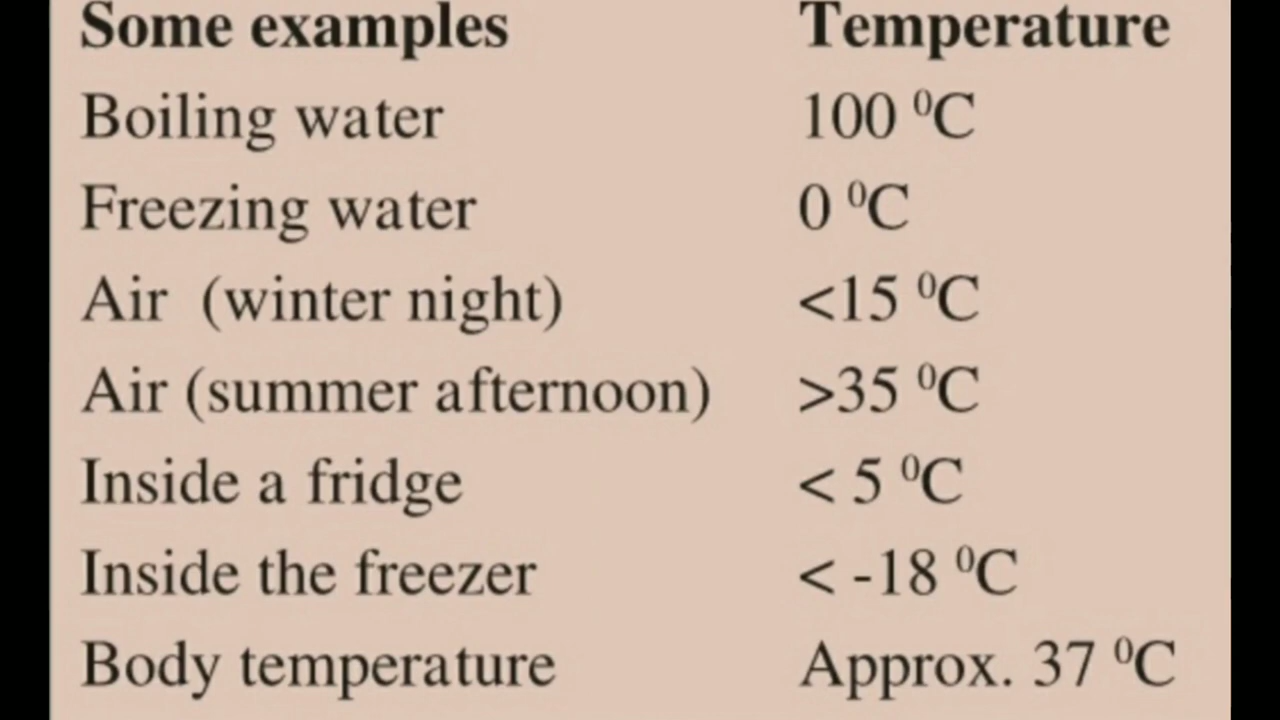 Some examples Temperature
Boiling water 100 ⁰C
Freezing water 0 ⁰C
Air (winter night) <15 ⁰C
Air (summer afternoon) >35 ⁰C
Inside a fridge < 5 ⁰C
Inside the freezer < -18 ⁰C
Body temperature Approx. 37 ⁰C